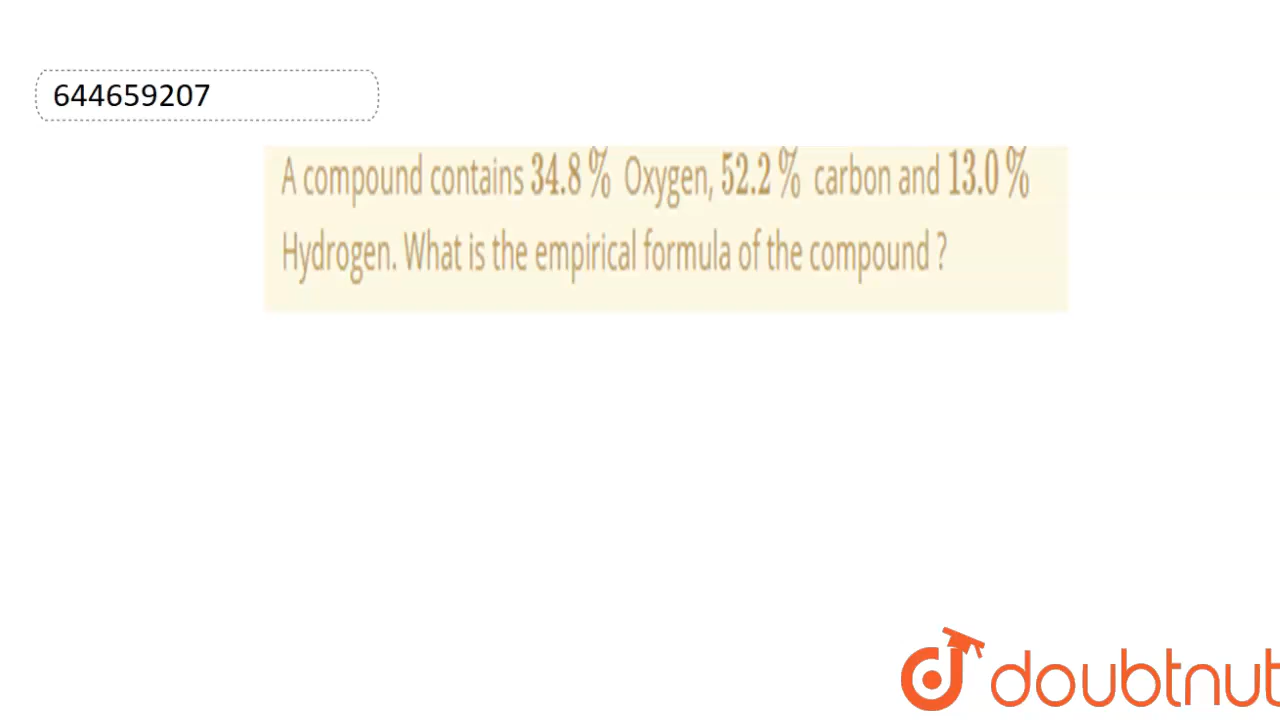 644659207
A compound contains 34.8 % Oxygen, 52.2 % carbon and 13.0 %
Hydrogen. What is the empirical formula of the compound ?
doubtnut